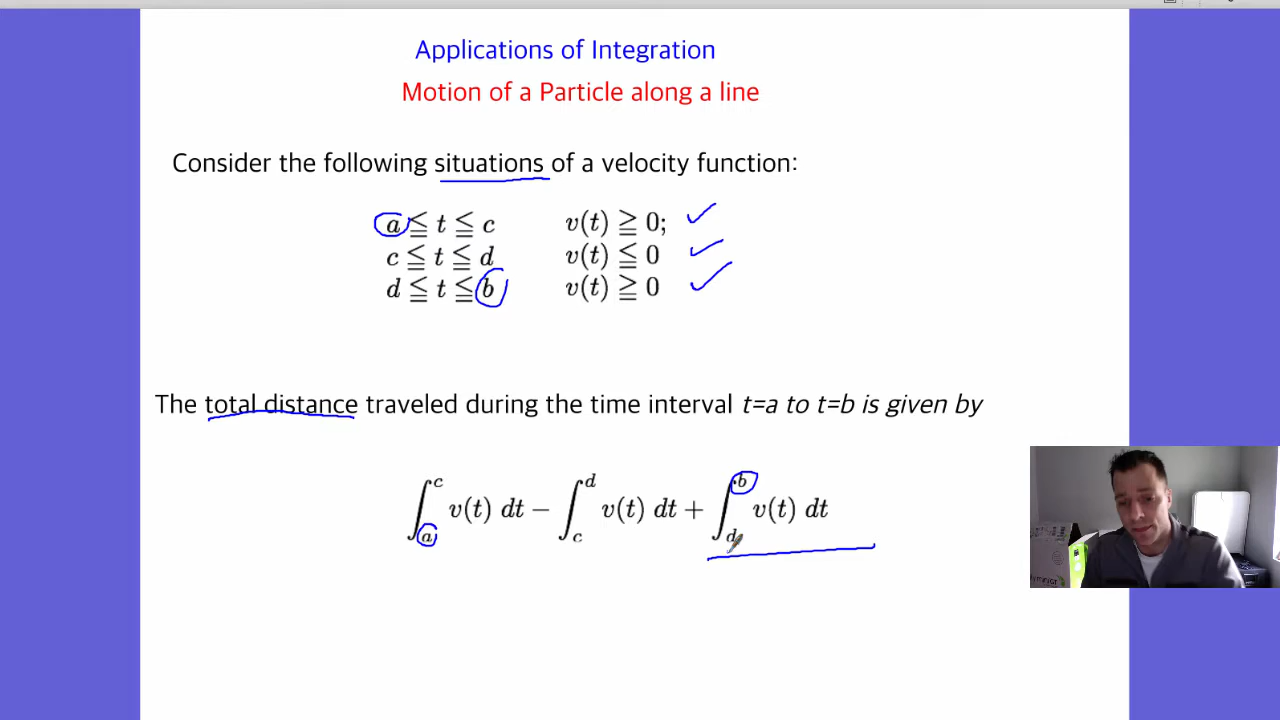 Applications of Integration
Motion of a Particle along a line
Consider the following situations of a velocity function:
a ≦ t ≦ c v(t) ≧ 0;
c ≦ t ≦ d v(t) ≦ 0
d ≦ t ≦ b v(t) ≧ 0
The total distance traveled during the time interval t=a to t=b is given by
∫_a^c v(t) dt − ∫_c^d v(t) dt + ∫_d^b v(t) dt